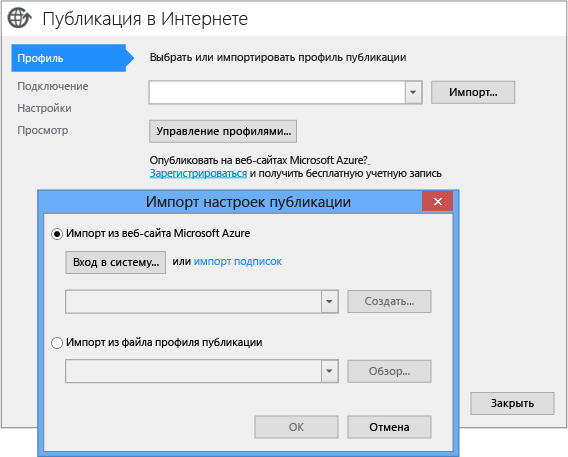 Публикация в Интернете
Профиль
Выбрать или импортировать профиль публикации
Подключение
Импорт...
Настройки
Просмотр
Управление профилями...
Опубликовать на веб-сайтах Microsoft Azure?
Зарегистрироваться и получить бесплатную учетную запись
Импорт настроек публикации
Импорт из веб-сайта Microsoft Azure
Вход в систему... или импорт подписок
Создать...
Импорт из файла профиля публикации
Обзор...
Закрыть
OK
Отмена